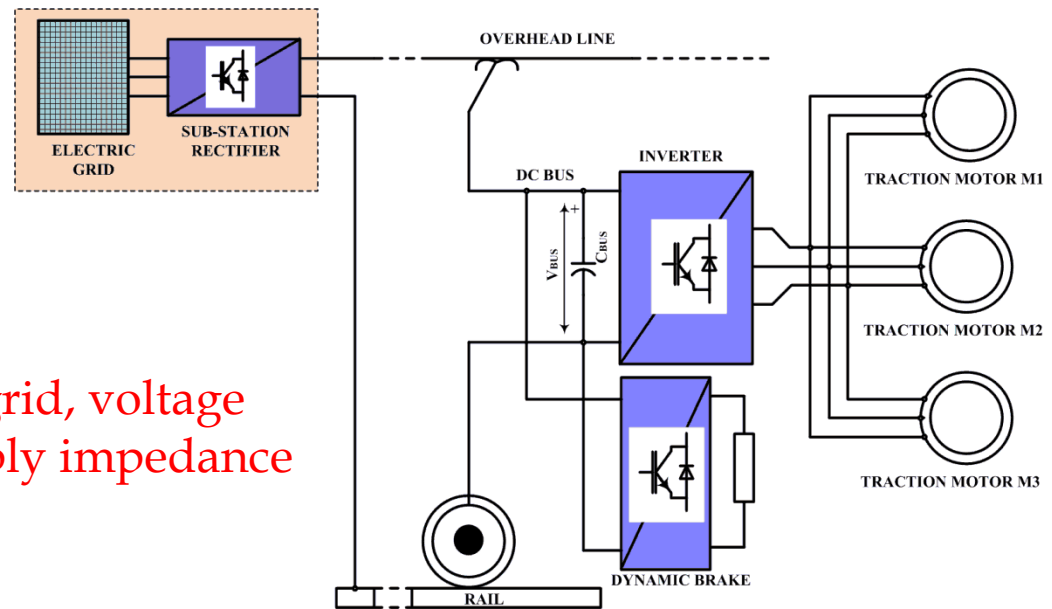 OVERHEAD LINE
SUB-STATION
RECTIFIER
ELECTRIC
GRID
INVERTER
DC BUS
TRACTION MOTOR M1
+
VBUS
CBUS
TRACTION MOTOR M2
grid, voltage
ply impedance
TRACTION MOTOR M3
DYNAMIC BRAKE
RAIL